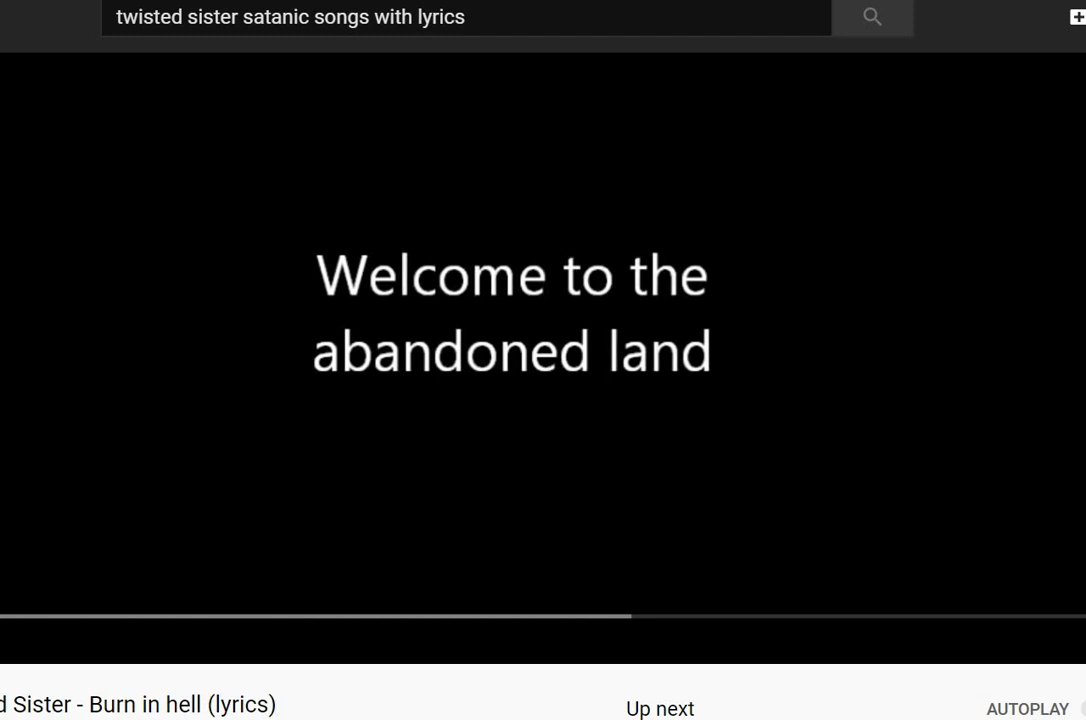 twisted sister satanic songs with lyrics
Welcome to the
abandoned land
d Sister - Burn in hell (lyrics)
Up next
AUTOPLAY